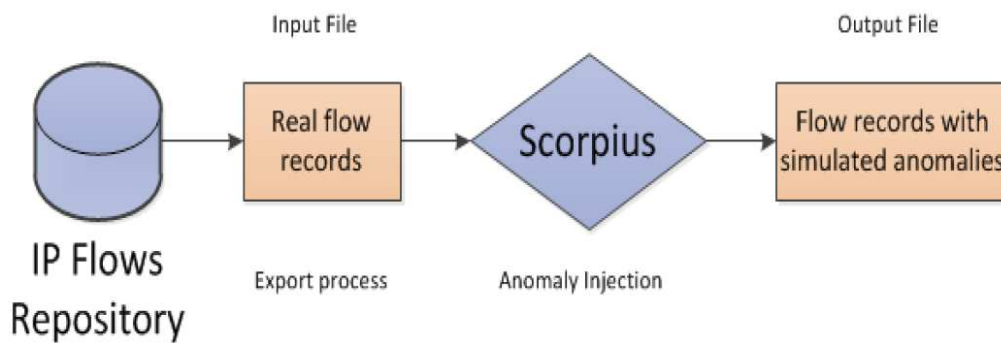 Input File
Output File
Real flow
records
Scorpius
Flow records with
simulated anomalies
IP Flows
Repository
Export process
Anomaly Injection